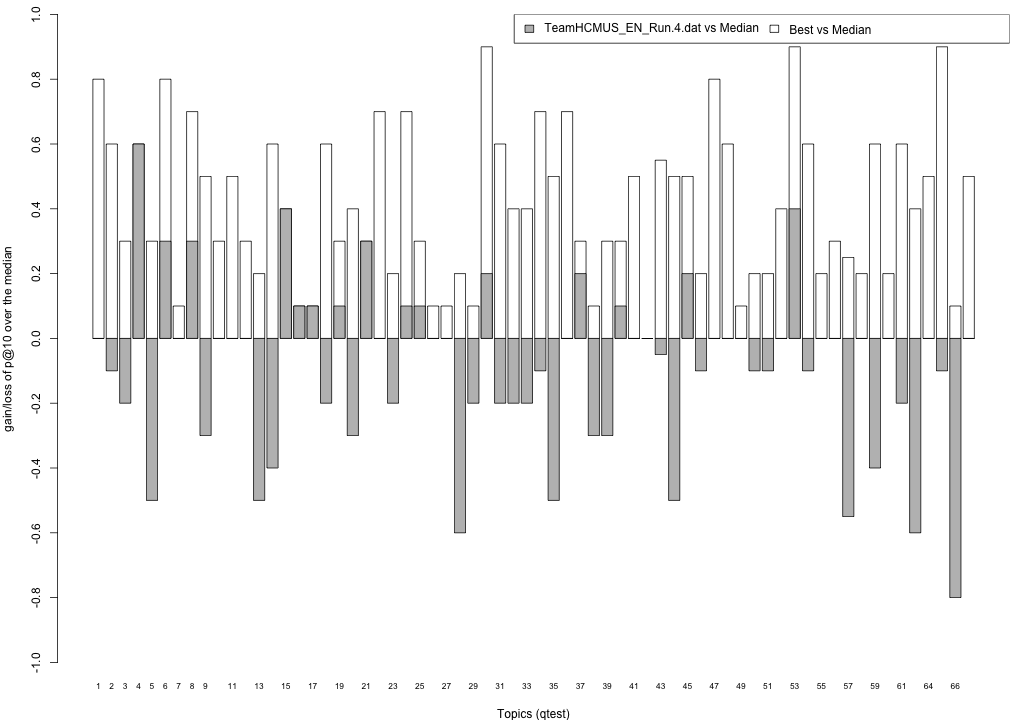 TeamHCMUS_EN_Run.4.dat vs Median Best vs Median
gain/loss of p@10 over the median
1.0
0.8
0.6
0.4
0.2
0.0
-0.2
-0.4
-0.6
-0.8
-1.0
1 2 3 4 5 6 7 8 9 11 13 15 17 19 21 23 25 27 29 31 33 35 37 39 41 43 45 47 49 51 53 55 57 59 61 64 66
Topics (qtest)